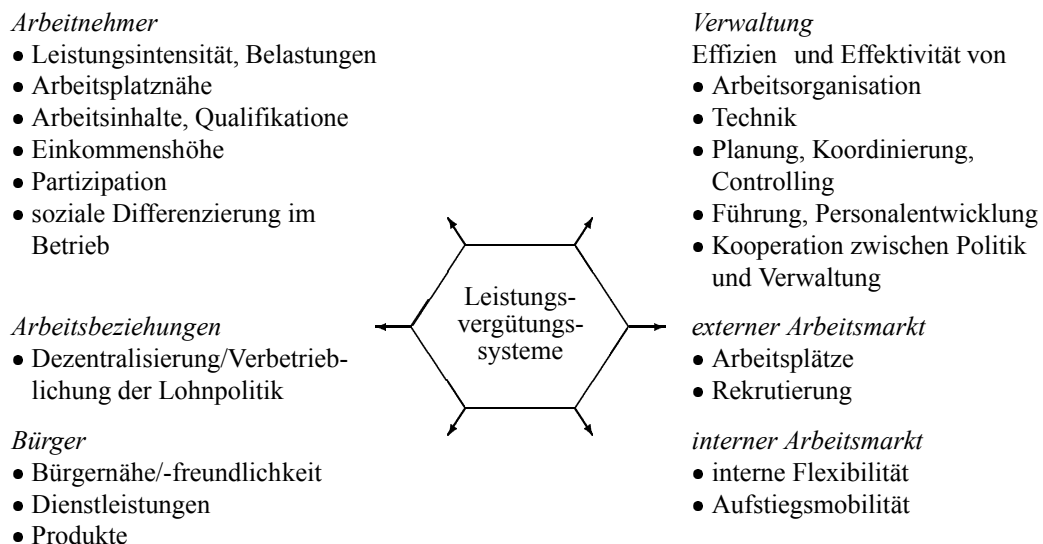 Arbeitnehmer
• Leistungsintensität, Belastungen
• Arbeitsplatznähe
• Arbeitsinhalte, Qualifikatione
• Einkommenshöhe
• Partizipation
• soziale Differenzierung im
Betrieb
Verwaltung
Effizien und Effektivität von
• Arbeitsorganisation
• Technik
• Planung, Koordinierung,
Controlling
• Führung, Personalentwicklung
• Kooperation zwischen Politik
und Verwaltung
Leistungs-
vergütungs-
systeme
Arbeitsbeziehungen
• Dezentralisierung/Verbetrieb-
lichung der Lohnpolitik
externer Arbeitsmarkt
• Arbeitsplätze
• Rekrutierung
Bürger
• Bürgernähe/-freundlichkeit
• Dienstleistungen
• Produkte
interner Arbeitsmarkt
• interne Flexibilität
• Aufstiegsmobilität